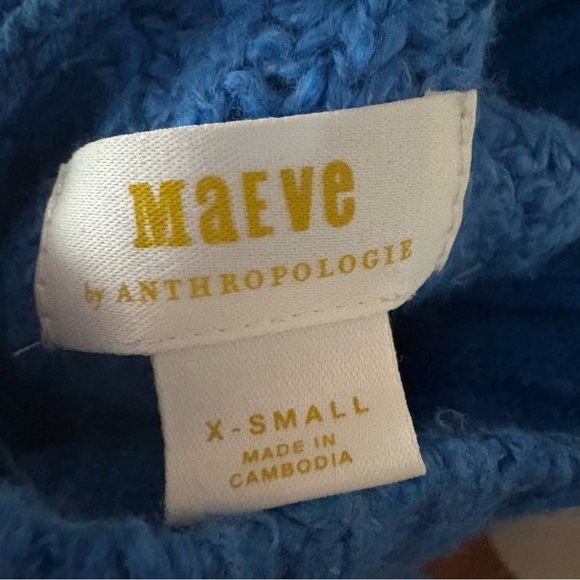 MaEve
by ANTHROPOLOGIE
X-SMALL
MADE IN
CAMBODIA